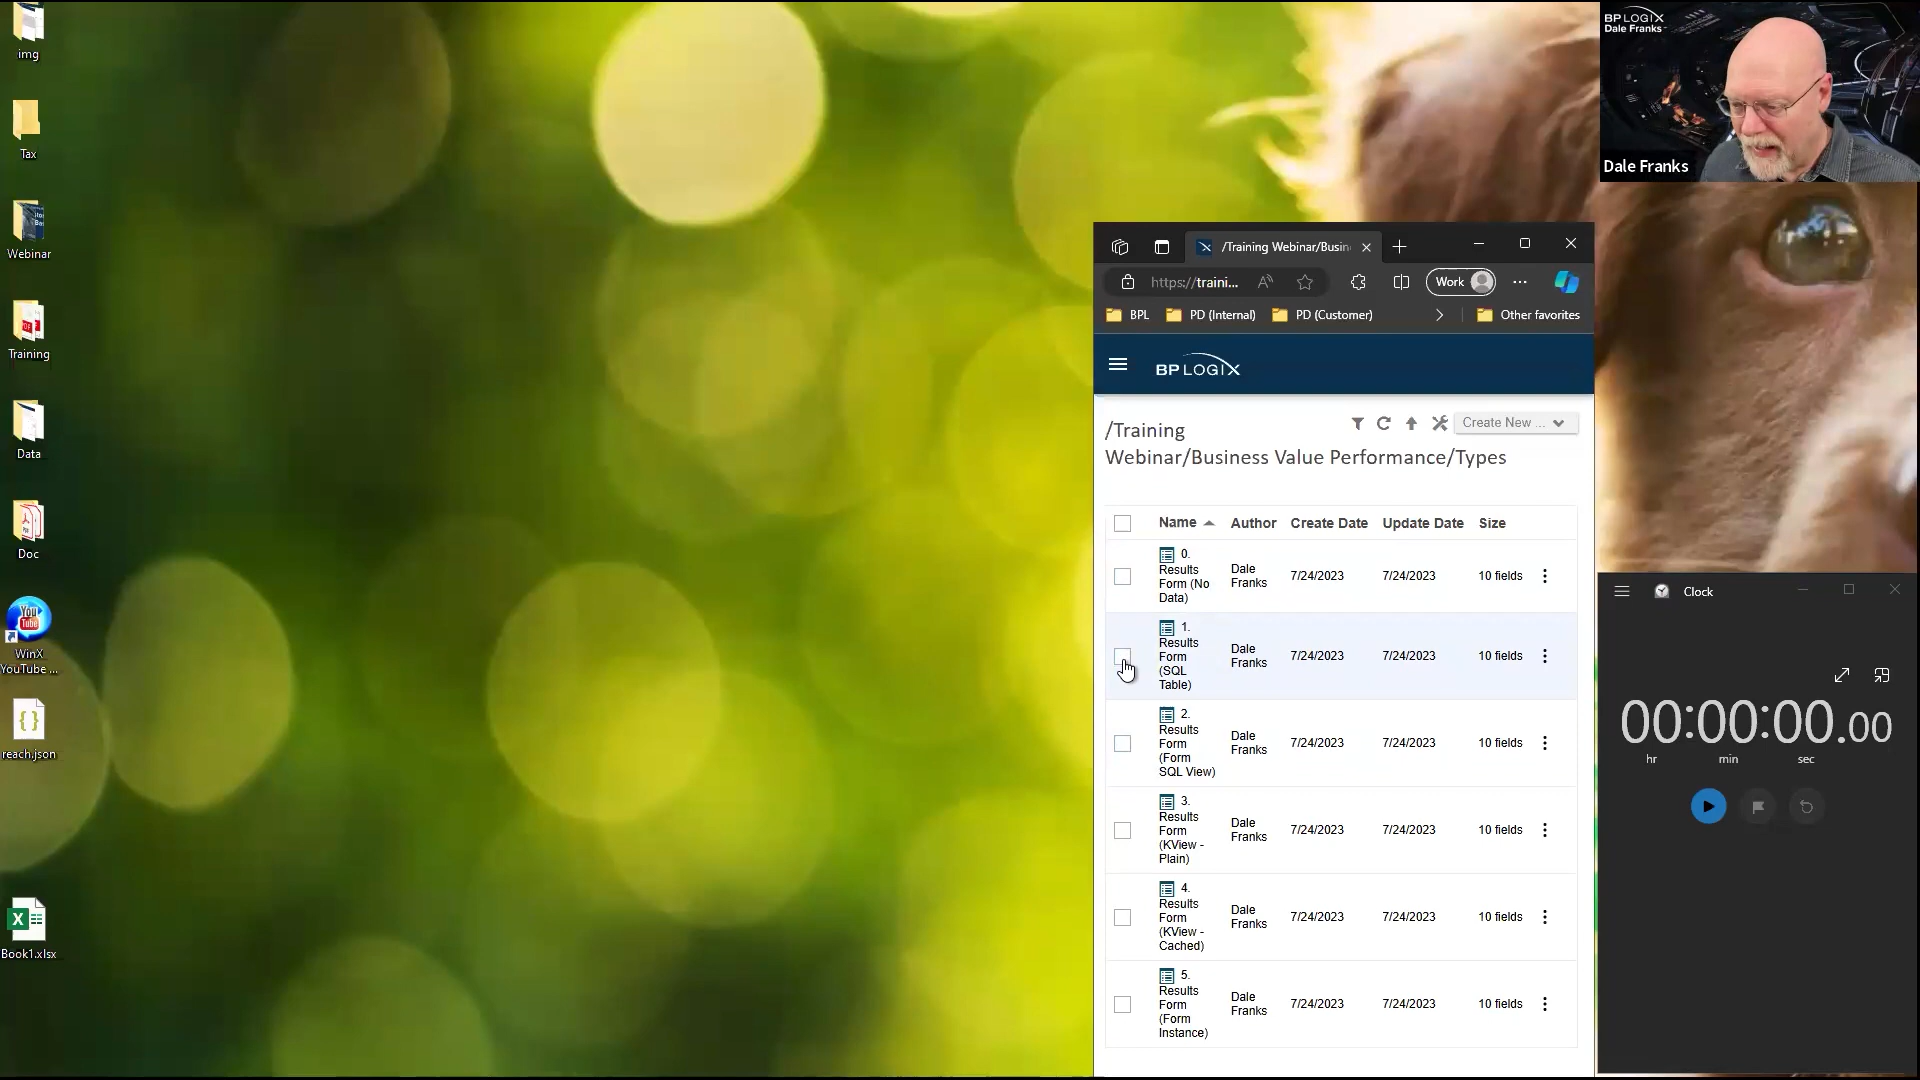 img
Tax
Webinar
Training
Data
Doc
WinX
YouTube ...
reach.json
Book1.xlsx
BP LOGIX
Dale Franks
Dale Franks
/Training Webinar/Busin
https://traini...
Work
BPL
PD (Internal)
PD (Customer)
Other favorites
BP LOGIX
/Training
Webinar/Business Value Performance/Types
Create New ...
Name Author Create Date Update Date Size
0.
Results
Form (No
Data)
Dale
Franks
7/24/2023
7/24/2023
10 fields
1.
Results
Form
(SQL
Table)
Dale
Franks
7/24/2023
7/24/2023
10 fields
2.
Results
Form
(Form
SQL View)
Dale
Franks
7/24/2023
7/24/2023
10 fields
3.
Results
Form
(KView -
Plain)
Dale
Franks
7/24/2023
7/24/2023
10 fields
4.
Results
Form
(KView -
Cached)
Dale
Franks
7/24/2023
7/24/2023
10 fields
5.
Results
Form
(Form
Instance)
Dale
Franks
7/24/2023
7/24/2023
10 fields
Clock
00:00:00.00
hr min sec